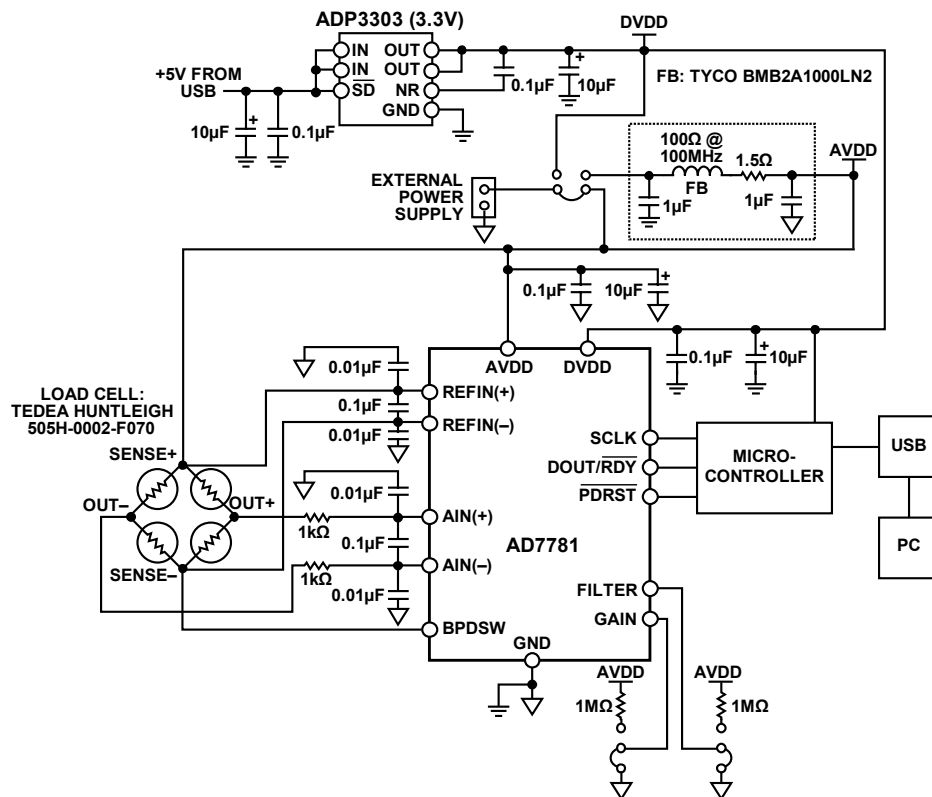 ADP3303 (3.3V)
IN
IN
SD
OUT
OUT
NR
GND
+5V FROM
USB
10µF
+
0.1µF
0.1µF
+
10µF
DVDD
FB: TYCO BMB2A1000LN2
100Ω @
100MHz
FB
1.5Ω
1µF
1µF
AVDD
EXTERNAL
POWER
SUPPLY
0.1µF
10µF
+
AVDD
DVDD
0.1µF
+
10µF
0.01µF
REFIN(+)
0.1µF
REFIN(–)
0.01µF
LOAD CELL:
TEDEA HUNTLEIGH
505H-0002-F070
SENSE+
OUT–
OUT+
SENSE–
0.01µF
1kΩ
AIN(+)
0.1µF
1kΩ
AIN(–)
0.01µF
BPDSW
AD7781
GND
SCLK
DOUT/RDY
PDRST
FILTER
GAIN
MICRO-
CONTROLLER
USB
PC
AVDD
1MΩ
AVDD
1MΩ